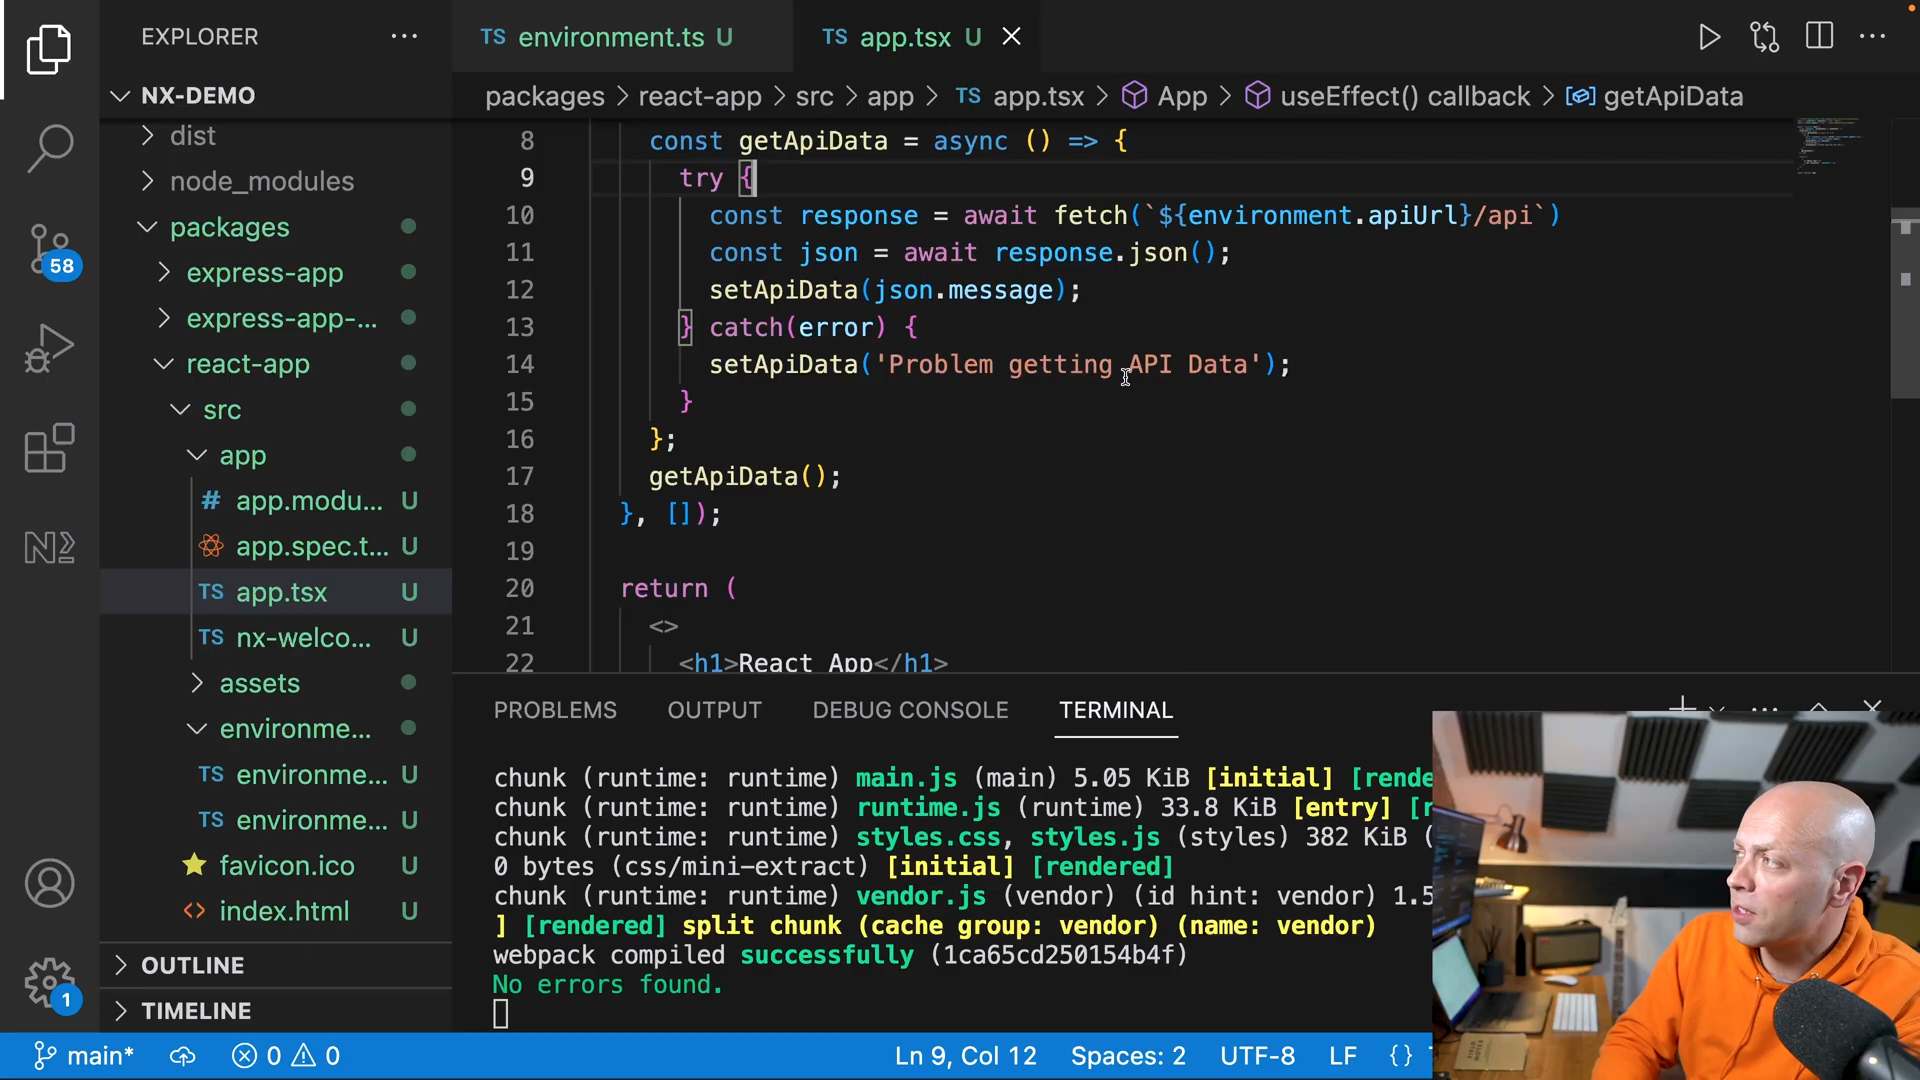 EXPLORER
NX-DEMO
dist
node_modules
packages
express-app
express-app-...
react-app
src
app
# app.modu... U
app.spec.t... U
TS app.tsx U
TS nx-welco... U
assets
environme...
TS environme... U
TS environme... U
favicon.ico U
<> index.html U
OUTLINE
TIMELINE
58
1
TS environment.ts U
TS app.tsx U
packages > react-app > src > app > TS app.tsx > App > useEffect() callback > getApiData
8 const getApiData = async () => {
9 try {
10 const response = await fetch(`${environment.apiUrl}/api`)
11 const json = await response.json();
12 setApiData(json.message);
13 } catch(error) {
14 setApiData('Problem getting API Data');
15 }
16 };
17 getApiData();
18 }, []);
19
20 return (
21 <>
22 <h1>React App</h1>
PROBLEMS OUTPUT DEBUG CONSOLE TERMINAL
chunk (runtime: runtime) main.js (main) 5.05 KiB [initial] [rende
chunk (runtime: runtime) runtime.js (runtime) 33.8 KiB [entry] [r
chunk (runtime: runtime) styles.css, styles.js (styles) 382 KiB (
0 bytes (css/mini-extract) [initial] [rendered]
chunk (runtime: runtime) vendor.js (vendor) (id hint: vendor) 1.5
] [rendered] split chunk (cache group: vendor) (name: vendor)
webpack compiled successfully (1ca65cd250154b4f)
No errors found.
main* 0 0 Ln 9, Col 12 Spaces: 2 UTF-8 LF {}